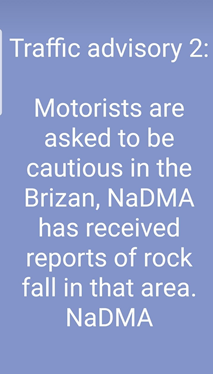 Traffic advisory 2:
Motorists are
asked to be
cautious in the
Brizan, NaDMA
has received
reports of rock
fall in that area.
NaDMA